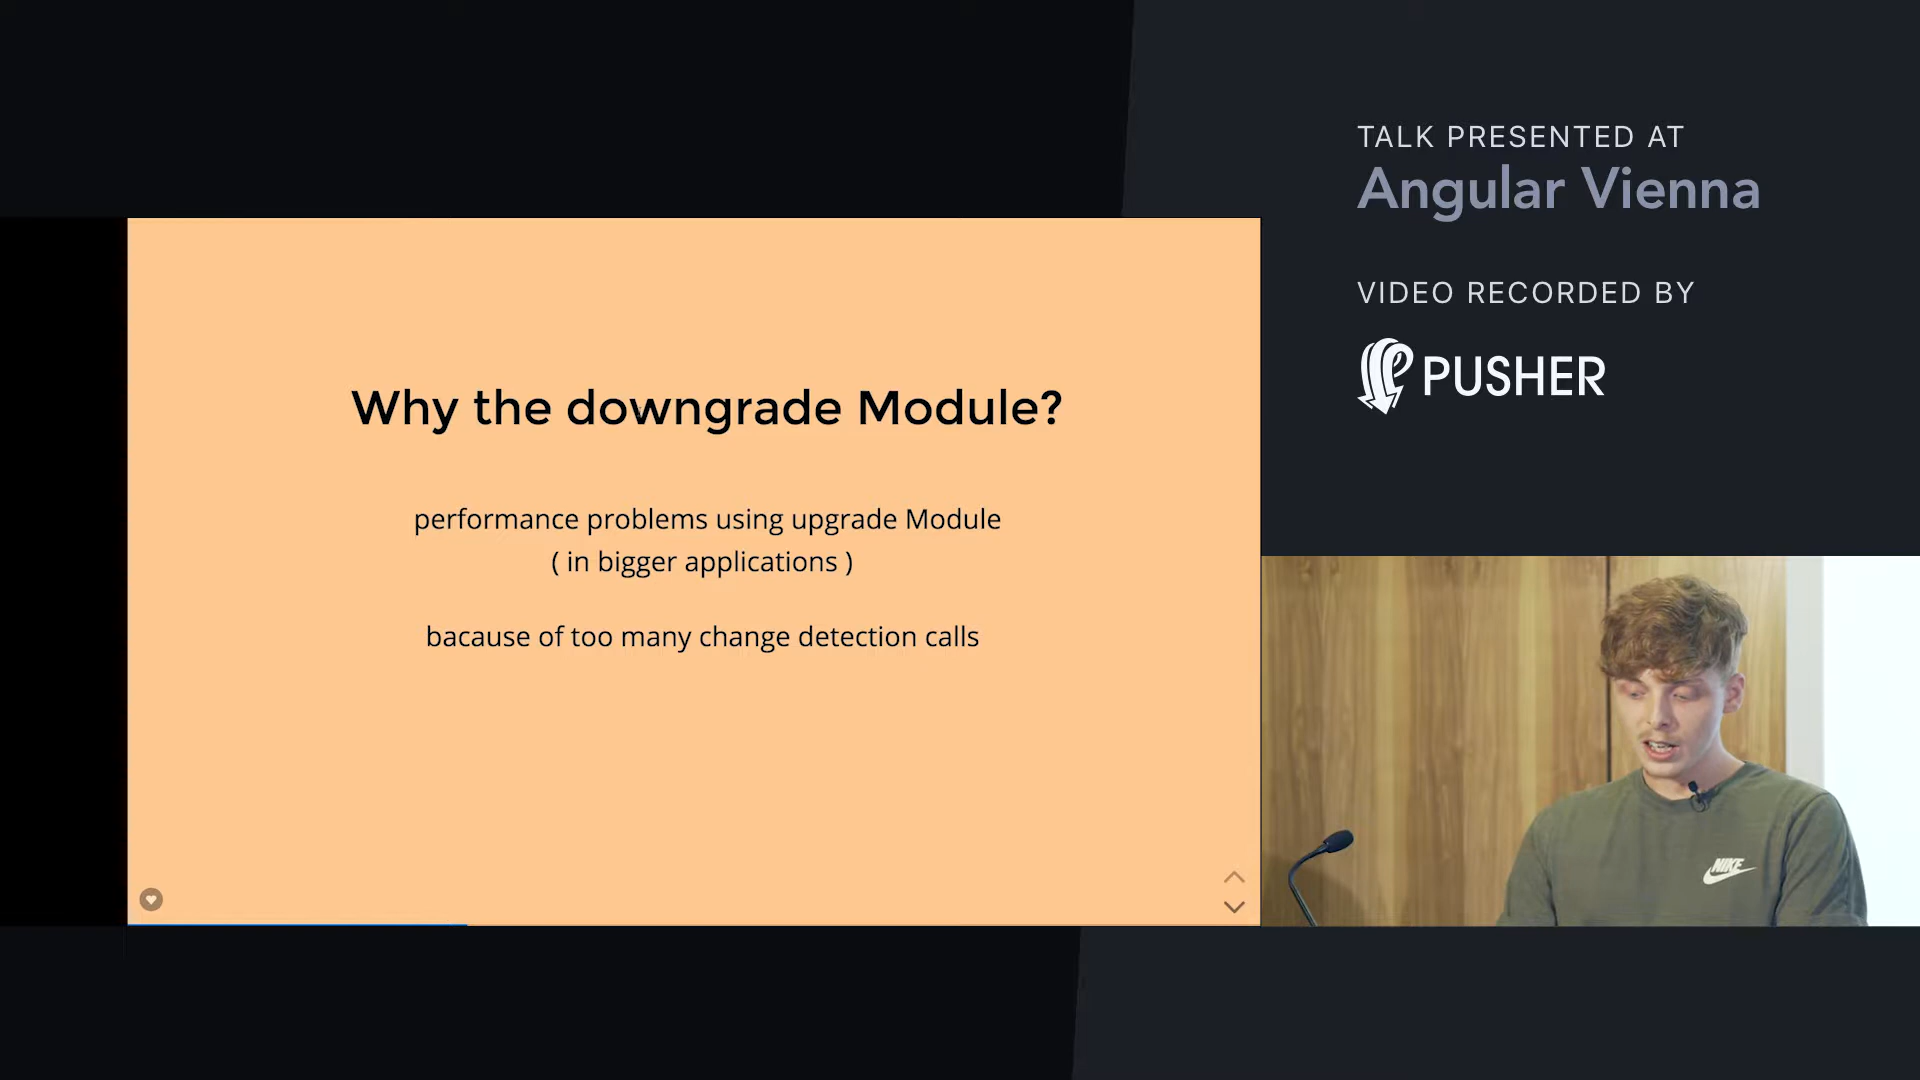 TALK PRESENTED AT
Angular Vienna
VIDEO RECORDED BY
PUSHER
Why the downgrade Module?
performance problems using upgrade Module
( in bigger applications )
bacause of too many change detection calls
NIKE